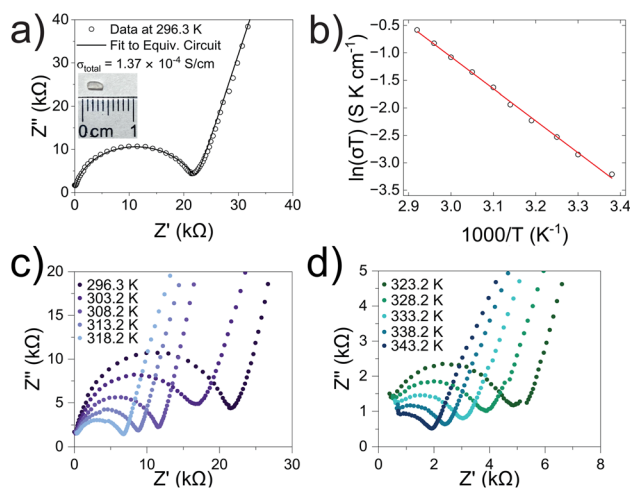 a)
Data at 296.3 K
Fit to Equiv. Circuit
σtotal = 1.37 × 10⁻⁴ S/cm
0 cm 1
Z'' (kΩ)
40
30
20
10
0
0 10 20 30 40
Z' (kΩ)
b)
ln(σT) (S K cm⁻¹)
−0.5
−1.0
−1.5
−2.0
−2.5
−3.0
−3.5
2.9 3.0 3.1 3.2 3.3 3.4
1000/T (K⁻¹)
c)
296.3 K
303.2 K
308.2 K
313.2 K
318.2 K
Z'' (kΩ)
20
15
10
5
0
0 10 20 30
Z' (kΩ)
d)
323.2 K
328.2 K
333.2 K
338.2 K
343.2 K
Z'' (kΩ)
5
4
3
2
1
0
0 2 4 6 8
Z' (kΩ)